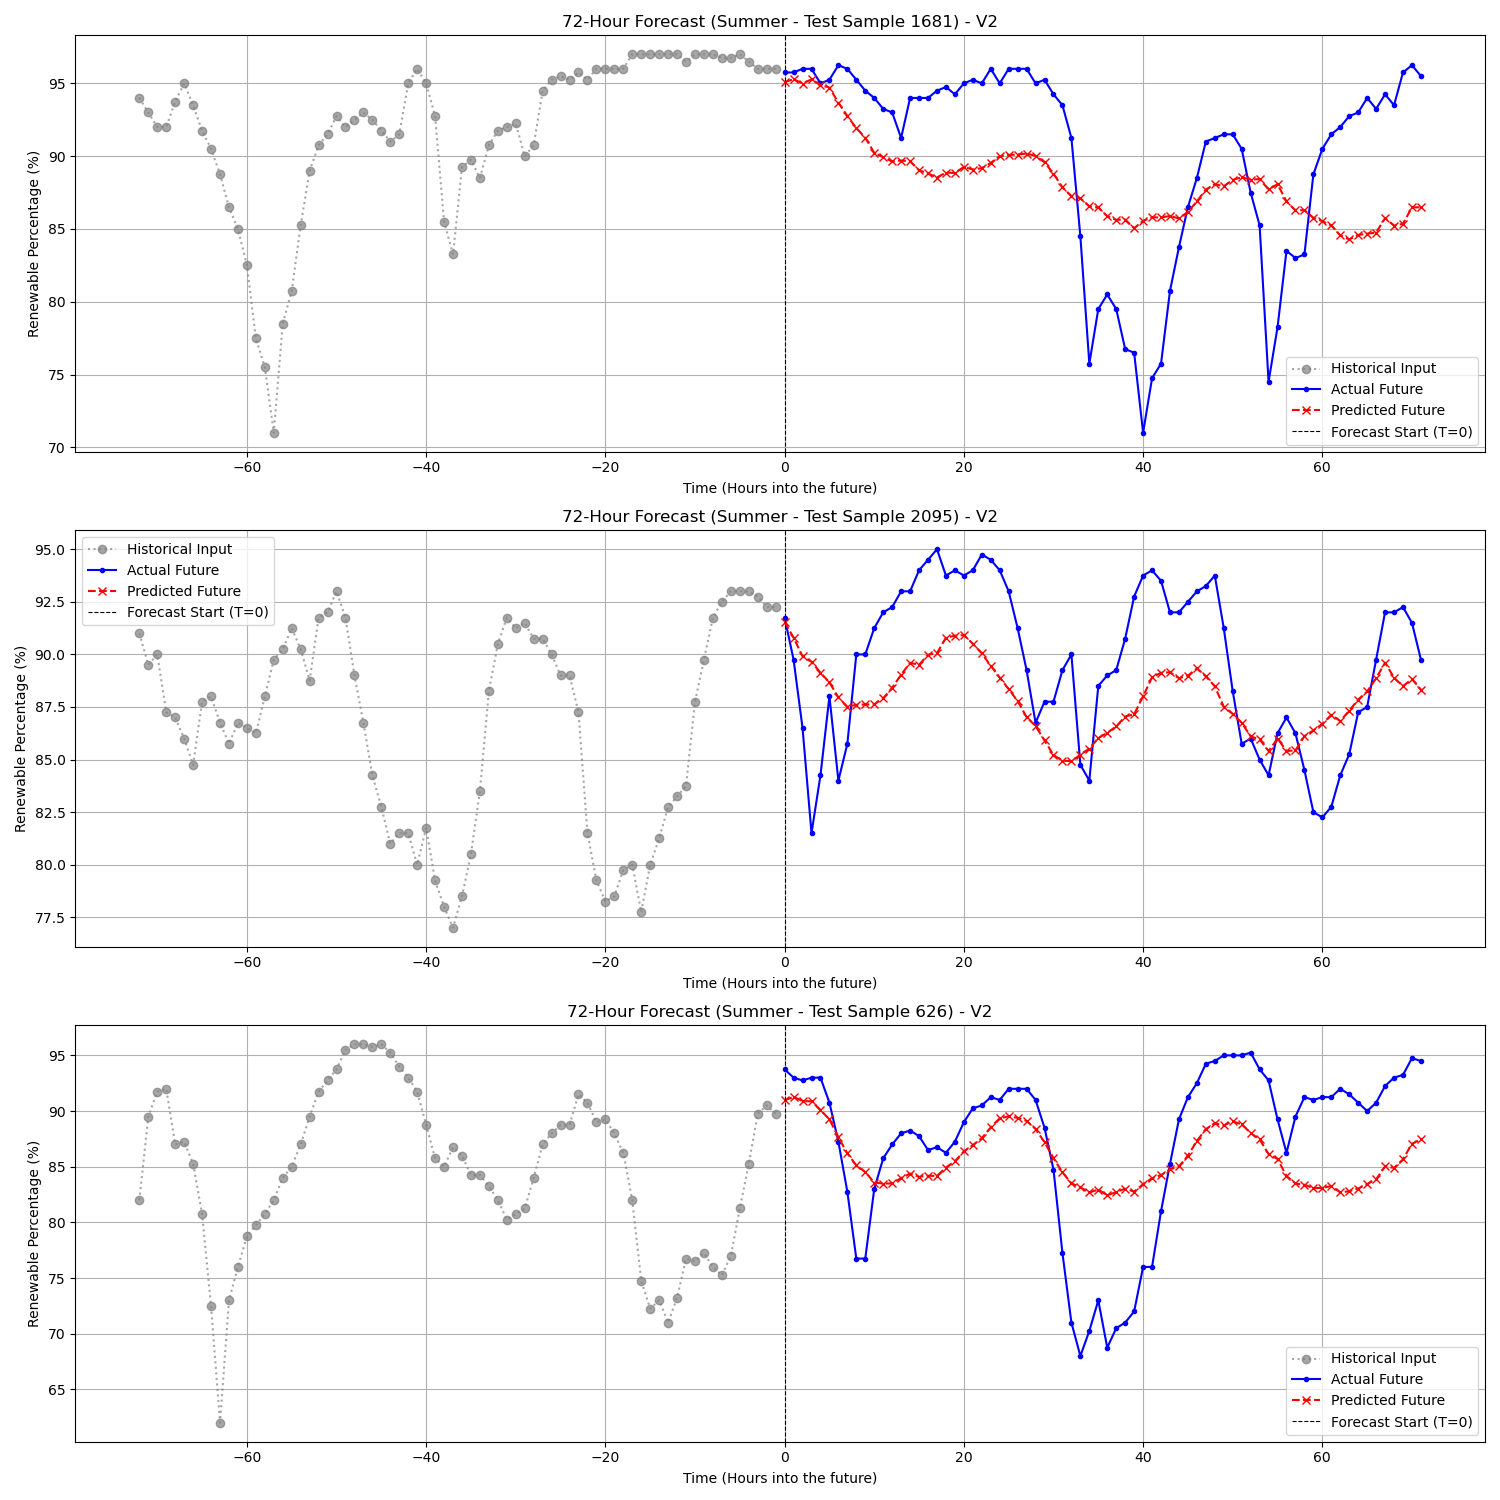 72-Hour Forecast (Summer - Test Sample 1681) - V2
Renewable Percentage (%)
95
90
85
80
75
70
Historical Input
Actual Future
Predicted Future
Forecast Start (T=0)
−60 −40 −20 0 20 40 60
Time (Hours into the future)
72-Hour Forecast (Summer - Test Sample 2095) - V2
Renewable Percentage (%)
95.0
92.5
90.0
87.5
85.0
82.5
80.0
77.5
Historical Input
Actual Future
Predicted Future
Forecast Start (T=0)
−60 −40 −20 0 20 40 60
Time (Hours into the future)
72-Hour Forecast (Summer - Test Sample 626) - V2
Renewable Percentage (%)
95
90
85
80
75
70
65
Historical Input
Actual Future
Predicted Future
Forecast Start (T=0)
−60 −40 −20 0 20 40 60
Time (Hours into the future)